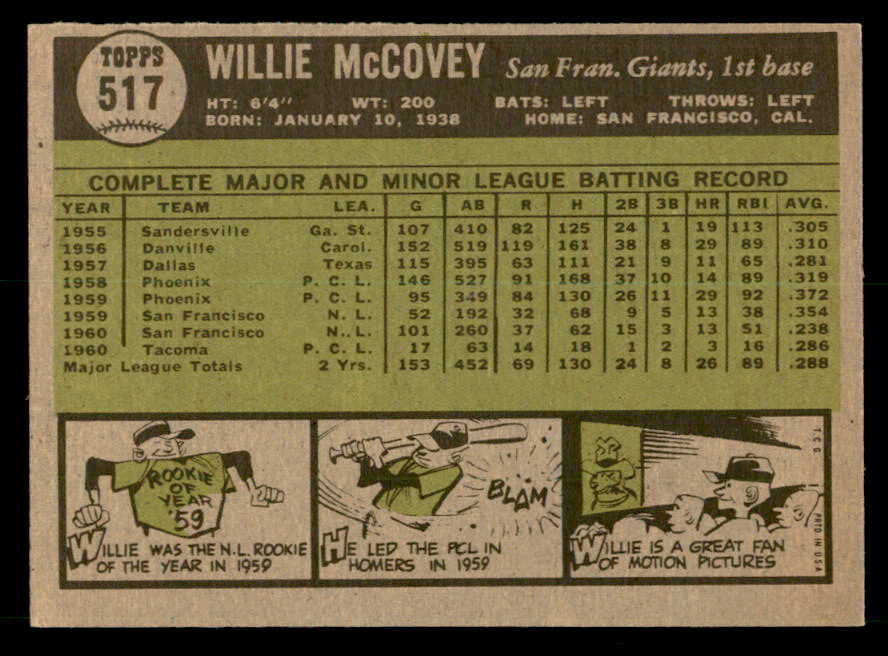 TOPPS
517
WILLIE McCOVEY San Fran. Giants, 1st base
HT: 6'4" WT: 200 BATS: LEFT THROWS: LEFT
BORN: JANUARY 10, 1938 HOME: SAN FRANCISCO, CAL.
COMPLETE MAJOR AND MINOR LEAGUE BATTING RECORD
YEAR TEAM LEA. G AB R H 2B 3B HR RBI AVG.
1955 Sandersville Ga. St. 107 410 82 125 24 1 19 113 .305
1956 Danville Carol. 152 519 119 161 38 8 29 89 .310
1957 Dallas Texas 115 395 63 111 21 9 11 65 .281
1958 Phoenix P. C. L. 146 527 91 168 37 10 14 89 .319
1959 Phoenix P. C. L. 95 349 84 130 26 11 29 92 .372
1959 San Francisco N. L. 52 192 32 68 9 5 13 38 .354
1960 San Francisco N.. L. 101 260 37 62 15 3 13 51 .238
1960 Tacoma P. C. L. 17 63 14 18 1 2 3 16 .286
Major League Totals 2 Yrs. 153 452 69 130 24 8 26 89 .288
ROOKIE
OF
YEAR
'59
WILLIE WAS THE N.L. ROOKIE
OF THE YEAR IN 1959
BLAM
HE LED THE PCL IN
HOMERS IN 1959
WILLIE IS A GREAT FAN
OF MOTION PICTURES
T.C.G. PRTD IN U.S.A